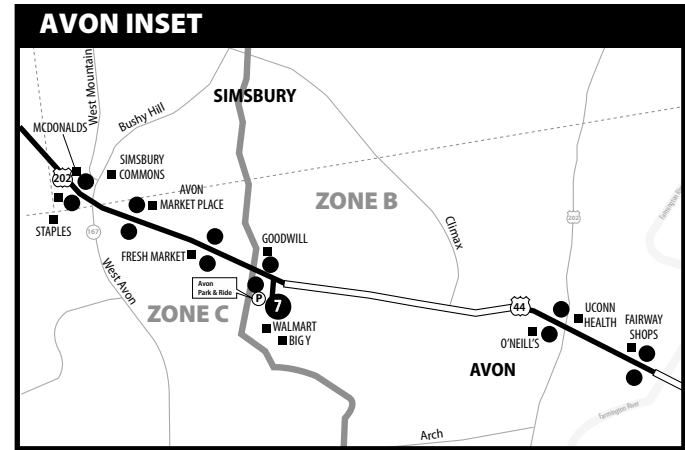 AVON INSET
West Mountain
Bushy Hill
SIMSBURY
MCDONALDS
202
SIMSBURY
COMMONS
AVON
MARKET PLACE
ZONE B
STAPLES
167
FRESH MARKET
GOODWILL
Climax
202
Farmington River
West Avon
ZONE C
Avon
Park & Ride
P
7
WALMART
BIG Y
44
UCONN
HEALTH
O'NEILL'S
FAIRWAY
SHOPS
AVON
Farmington River
Arch